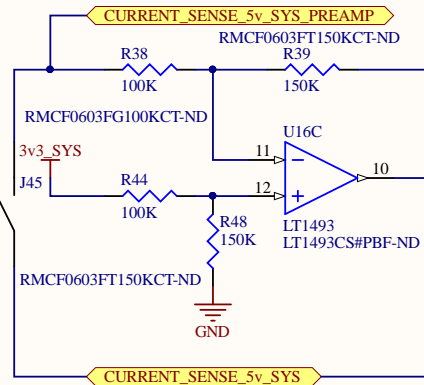 CURRENT_SENSE_5v_SYS_PREAMP
R38
RMCF0603FT150KCT-ND
R39
100K
150K
RMCF0603FG100KCT-ND
U16C
3v3_SYS
11
10
J45
R44
12
100K
R48
150K
LT1493
LT1493CS#PBF-ND
RMCF0603FT150KCT-ND
GND
CURRENT_SENSE_5v_SYS